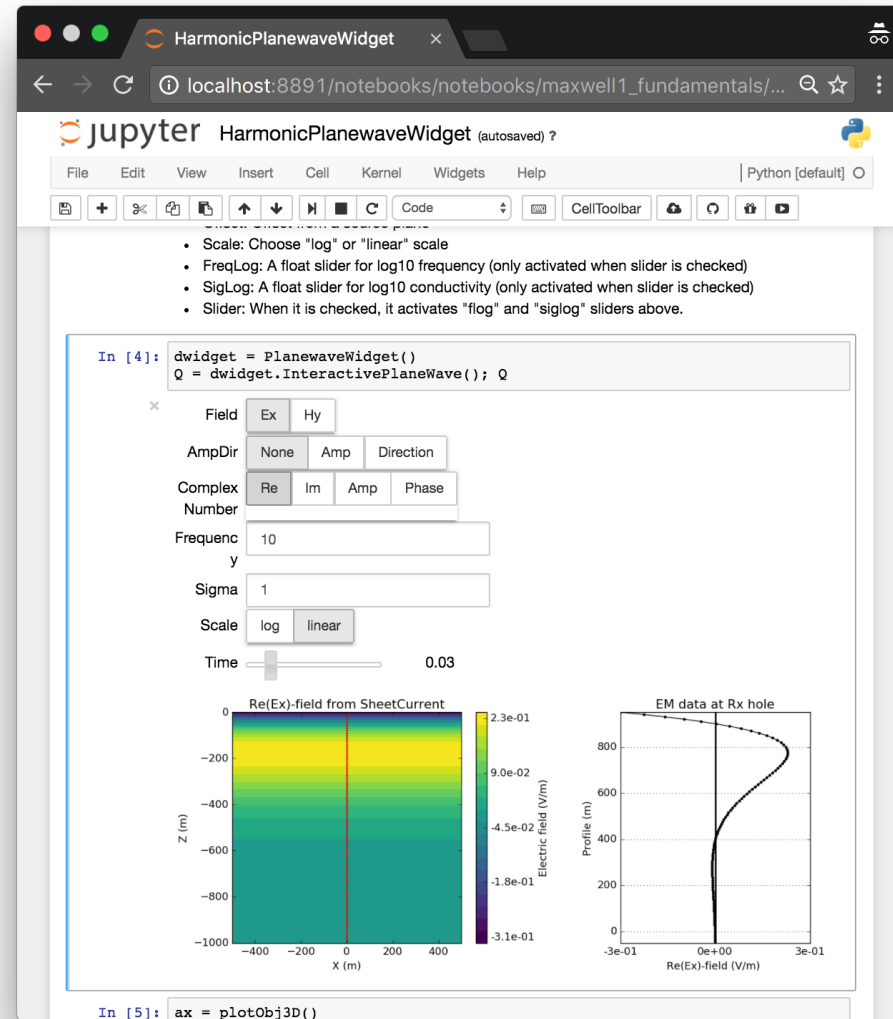 HarmonicPlanewaveWidget ×
localhost:8891/notebooks/notebooks/maxwell1_fundamentals/...
jupyter HarmonicPlanewaveWidget (autosaved) ?
File Edit View Insert Cell Kernel Widgets Help Python [default]
Code CellToolbar
Offset: Offset from a source plane
• Scale: Choose "log" or "linear" scale
• FreqLog: A float slider for log10 frequency (only activated when slider is checked)
• SigLog: A float slider for log10 conductivity (only activated when slider is checked)
• Slider: When it is checked, it activates "flog" and "siglog" sliders above.
In [4]: dwidget = PlanewaveWidget()
Q = dwidget.InteractivePlaneWave(); Q
×
Field Ex Hy
AmpDir None Amp Direction
Complex Re Im Amp Phase
Number
Frequenc 10
y
Sigma 1
Scale log linear
Time 0.03
Re(Ex)-field from SheetCurrent
0
−200
−400
−600
−800
−1000
Z (m)
−400 −200 0 200 400
X (m)
2.3e-01
9.0e-02
-4.5e-02
-1.8e-01
-3.1e-01
Electric field (V/m)
EM data at Rx hole
800
600
400
200
0
Profile (m)
-3e-01 0e+00 3e-01
Re(Ex)-field (V/m)
In [5]: ax = plotObj3D()